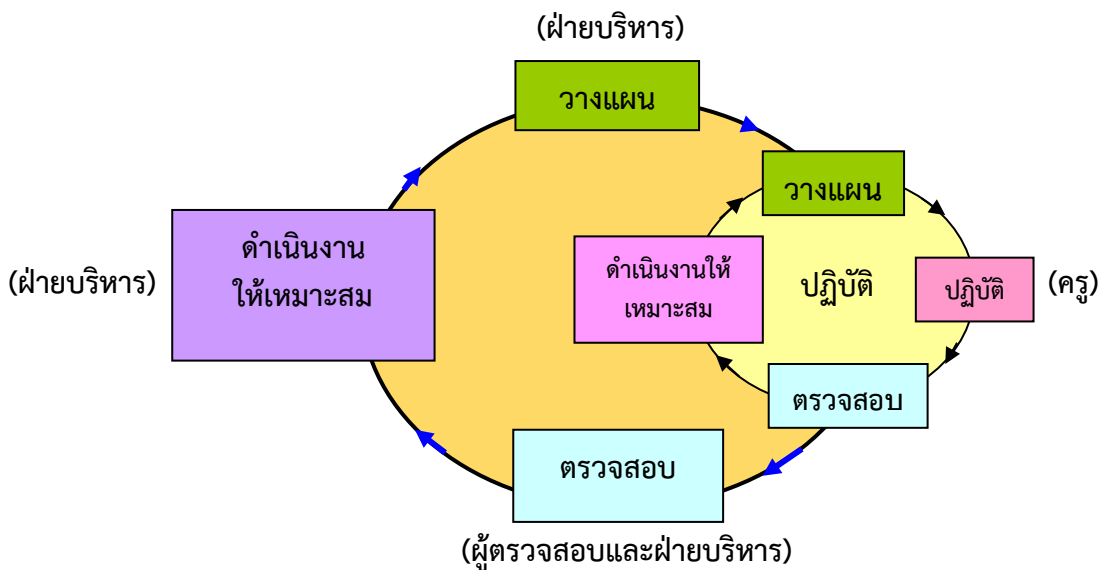 (ฝ่ายบริหาร)
วางแผน
วางแผน
ดำเนินงาน
ให้เหมาะสม
(ฝ่ายบริหาร)
ดำเนินงานให้
เหมาะสม
ปฏิบัติ
ปฏิบัติ
(ครู)
ตรวจสอบ
ตรวจสอบ
(ผู้ตรวจสอบและฝ่ายบริหาร)